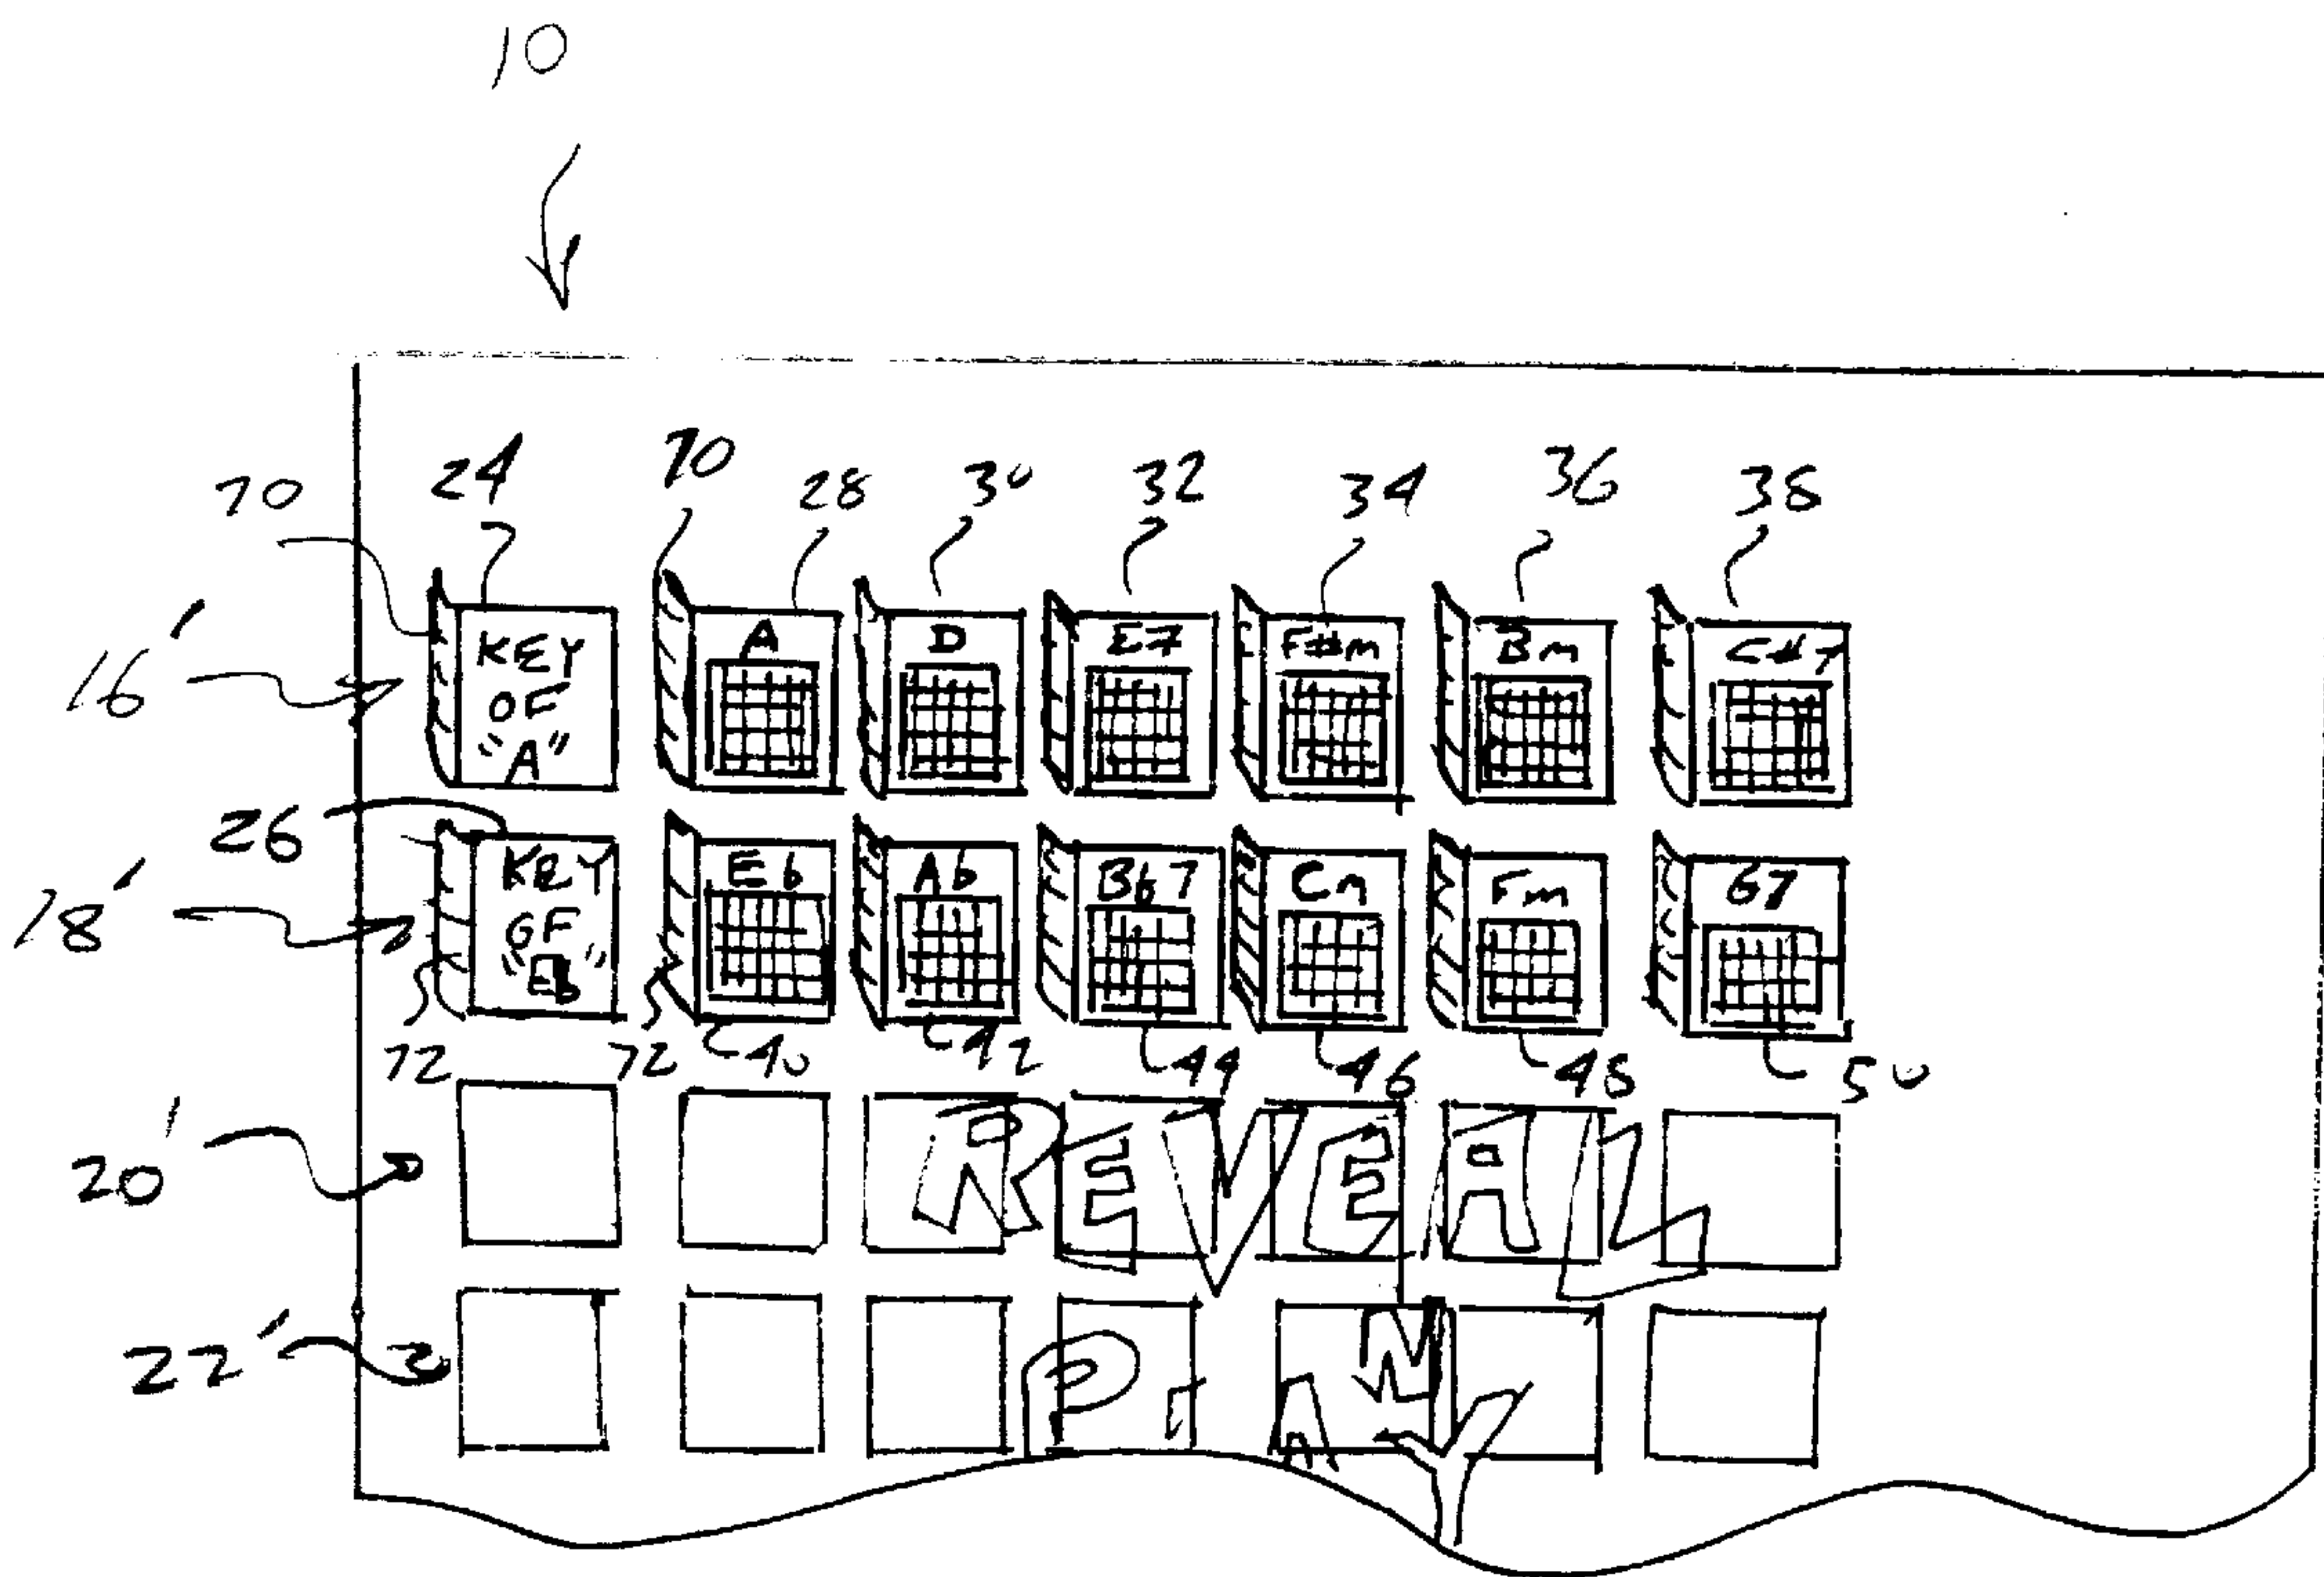 10
70 24 70 28 30 32 34 36 38
16'
KEY OF "A" A D E7 F#m Bm C#7
26
18'
KEY OF "Eb" Eb Ab Bb7 Cm Fm G7
72 72 40 42 44 46 48 50
20'
REVEAL
22'
PLAY